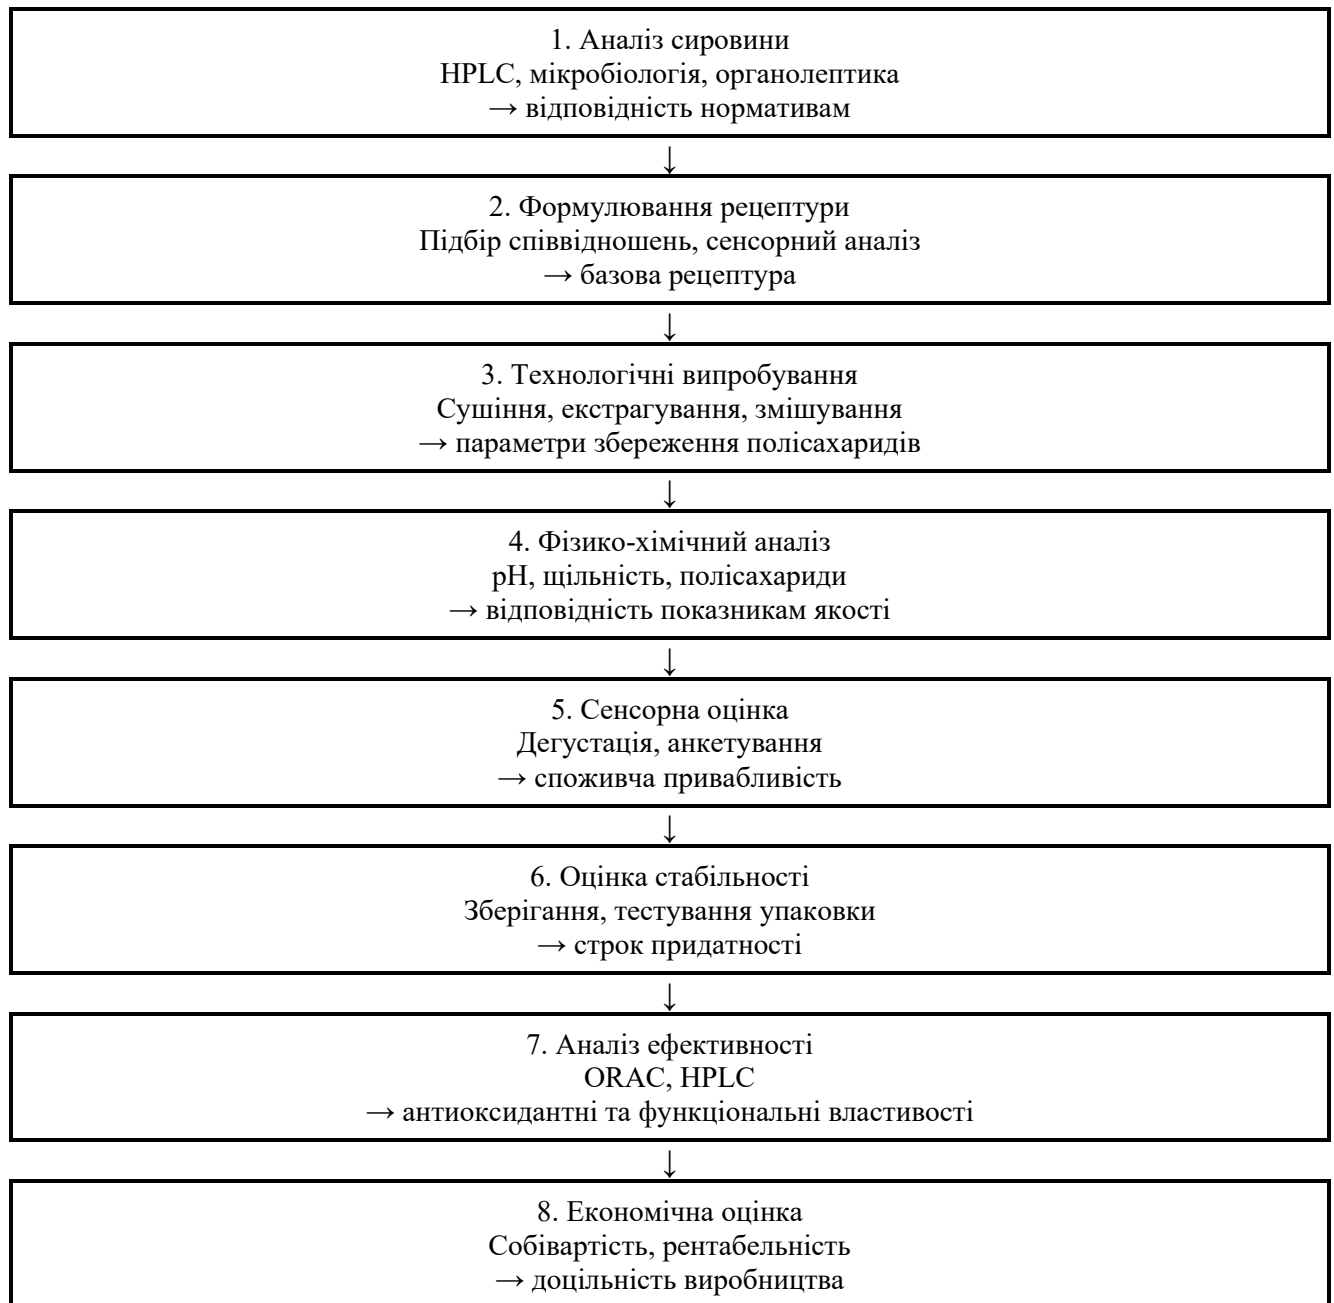 1. Аналіз сировини
HPLC, мікробіологія, органолептика
→ відповідність нормативам
↓
2. Формулювання рецептури
Підбір співвідношень, сенсорний аналіз
→ базова рецептура
↓
3. Технологічні випробування
Сушіння, екстрагування, змішування
→ параметри збереження полісахаридів
↓
4. Фізико-хімічний аналіз
pH, щільність, полісахариди
→ відповідність показникам якості
↓
5. Сенсорна оцінка
Дегустація, анкетування
→ споживча привабливість
↓
6. Оцінка стабільності
Зберігання, тестування упаковки
→ строк придатності
↓
7. Аналіз ефективності
ORAC, HPLC
→ антиоксидантні та функціональні властивості
↓
8. Економічна оцінка
Собівартість, рентабельність
→ доцільність виробництва